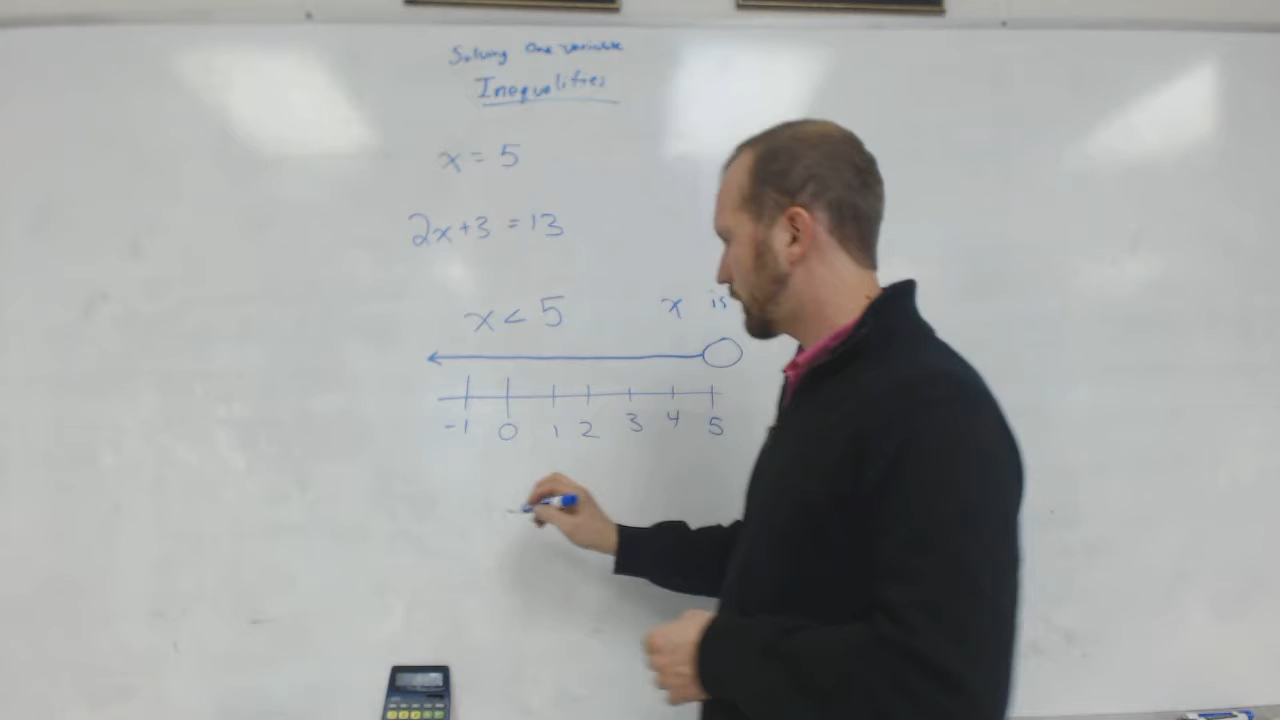 Solving One variable
Inequalities
x = 5
2x+3 = 13
x < 5 x is
-1 0 1 2 3 4 5